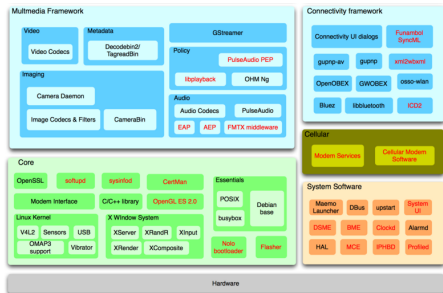 Multmedia Framework
Video
Video Codecs
Metadata
Decodebin2/
TagreadBin
GStreamer
Policy
PulseAudio PEP
libplayback
OHM Ng
Imaging
Camera Daemon
Image Codecs & Filters
CameraBin
Audio
Audio Codecs
PulseAudio
EAP
AEP
FMTX middleware
Connectivity framework
Connectivity UI dialogs
Funambol
SyncML
gupnp-av
gupnp
xml2wbxml
OpenOBEX
GWOBEX
osso-wlan
Bluez
libbluetooth
ICD2
Cellular
Modem Services
Cellular Modem
Software
Core
OpenSSL
softupd
sysinfod
CertMan
Modem Interface
C/C++ library
OpenGL ES 2.0
Essentials
POSIX
busybox
Debian
base
Linux Kernel
V4L2
Sensors
USB
OMAP3
support
Vibrator
X Window System
XServer
XRandR
XInput
XRender
XComposite
Nolo
bootloader
Flasher
System Software
Maemo
Launcher
DBus
upstart
System
UI
DSME
BME
Clockd
Alarmd
HAL
MCE
IPHBD
Profiled
Hardware